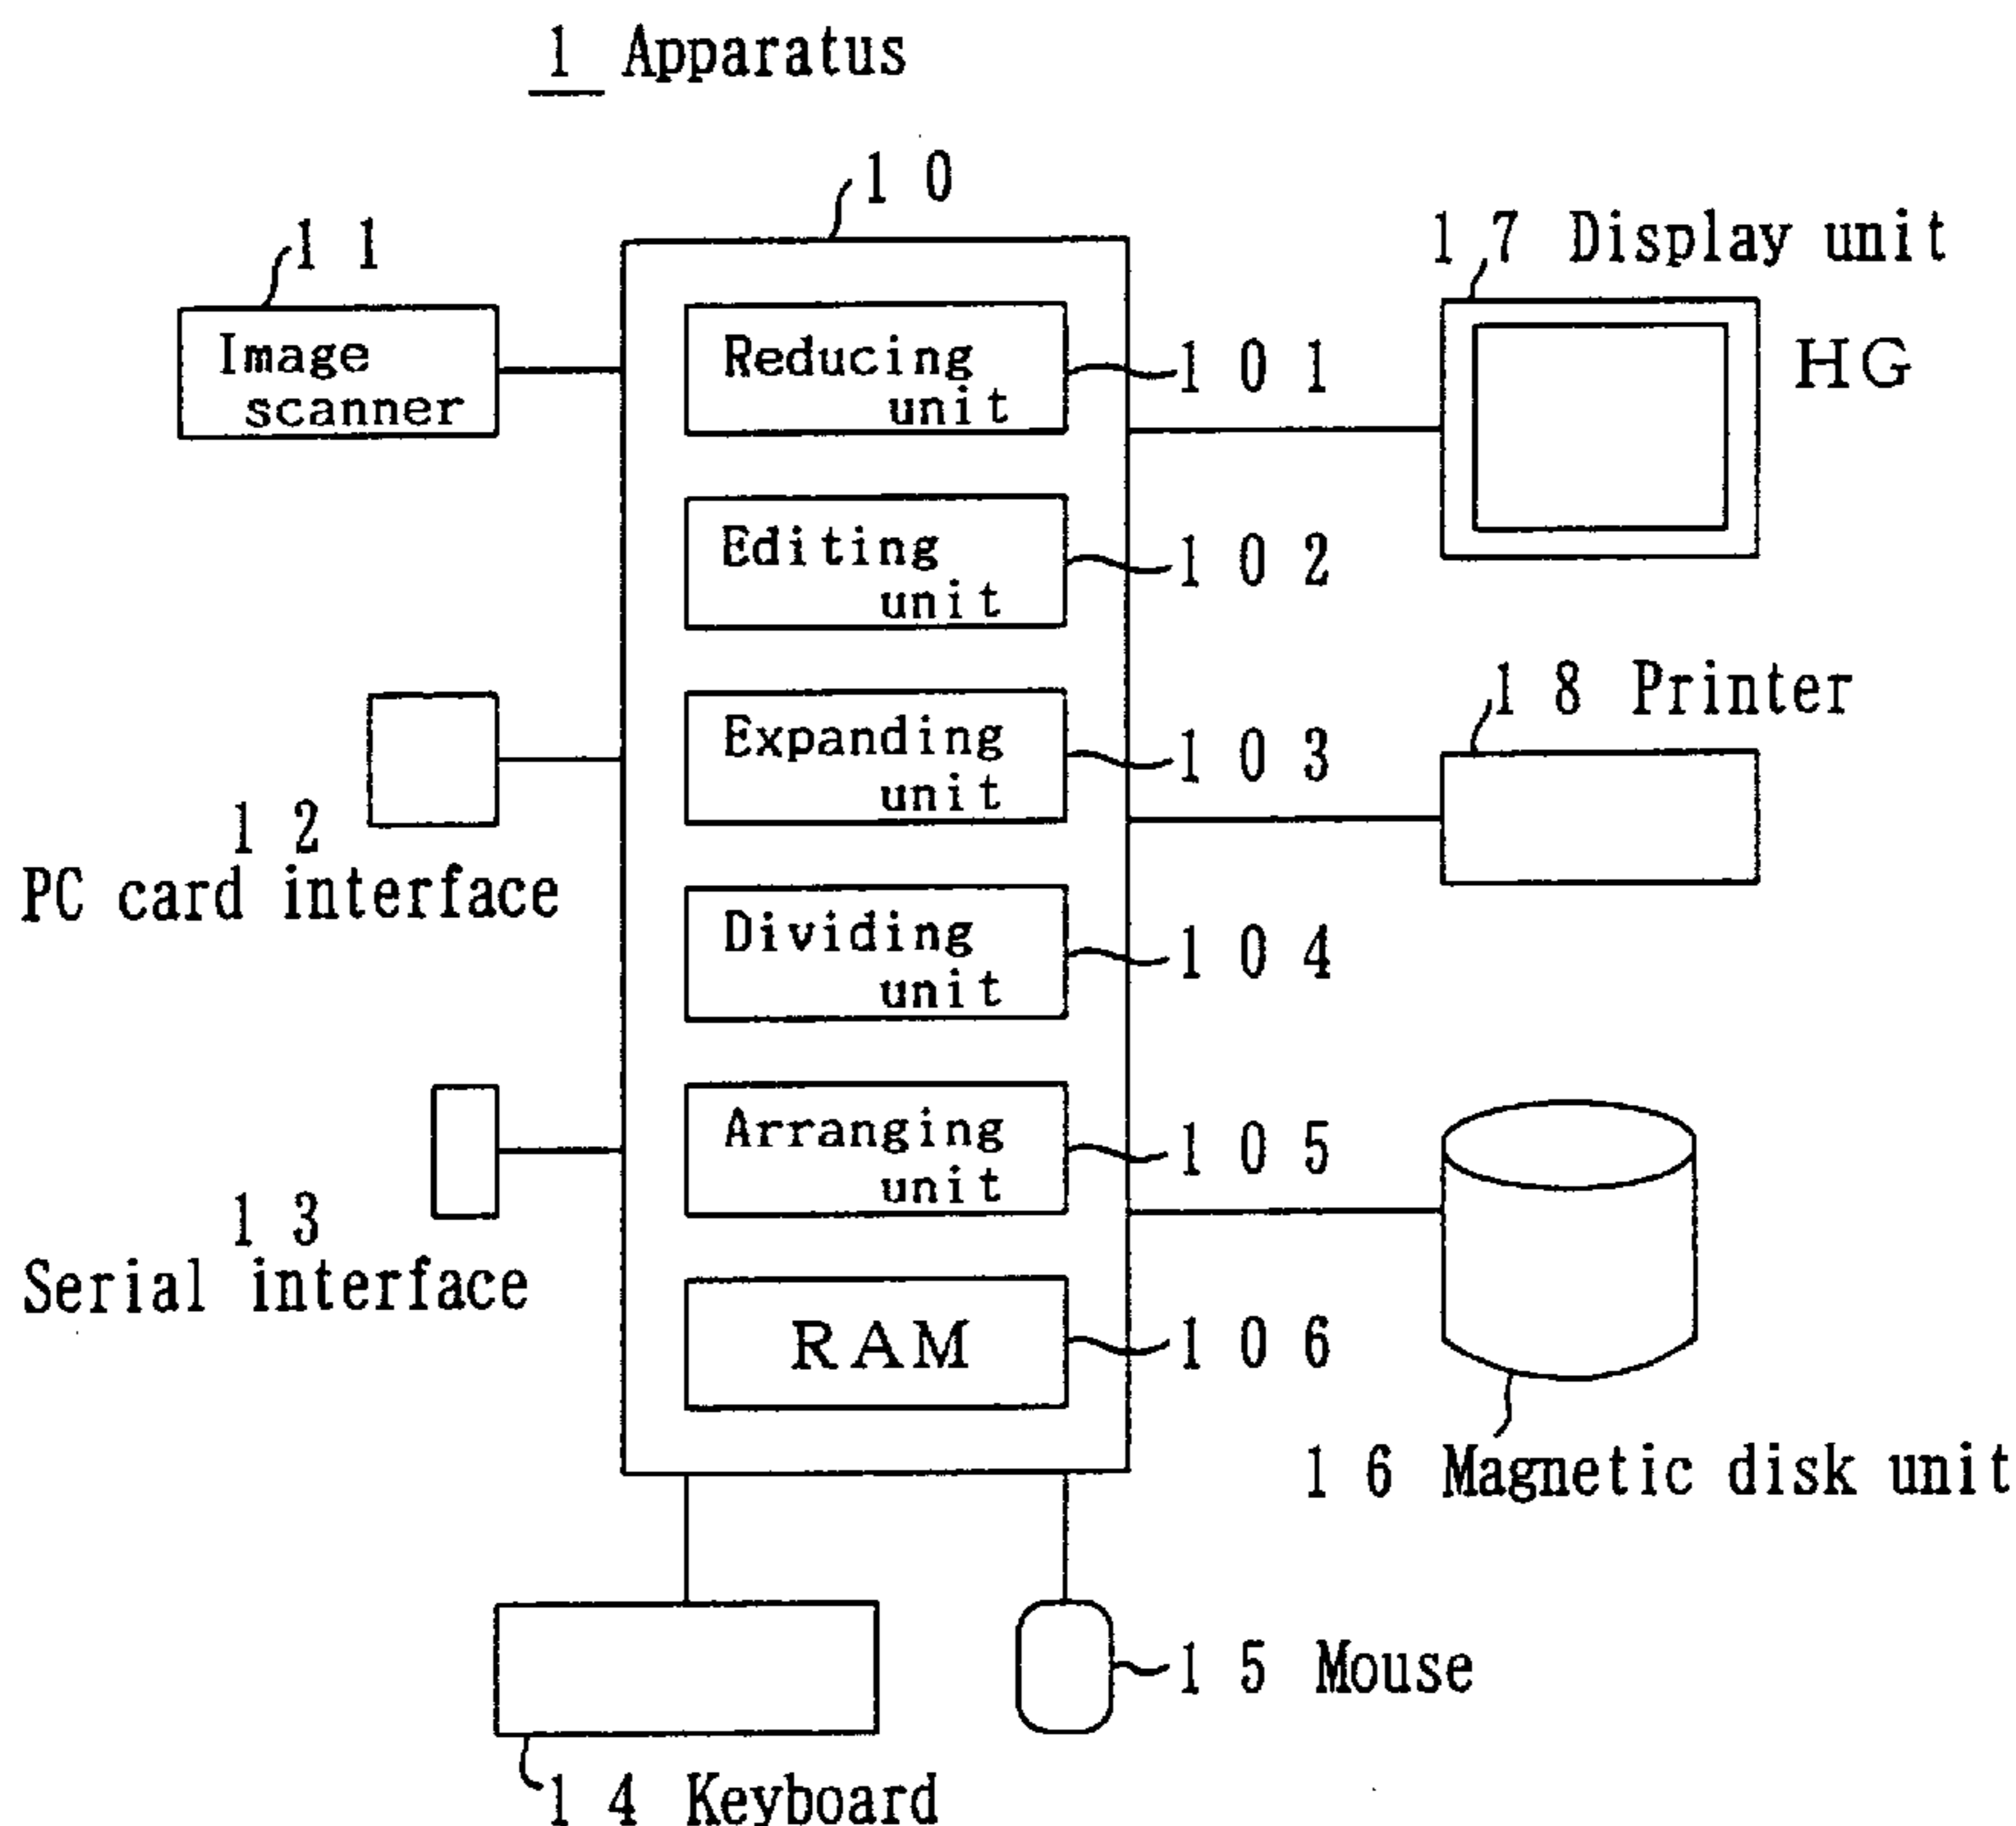 1 Apparatus
10
11
17 Display unit
Image
scanner
Reducing
unit
101
HG
Editing
unit
102
18 Printer
Expanding
unit
103
12
PC card interface
Dividing
unit
104
Arranging
unit
105
13
Serial interface
RAM
106
16 Magnetic disk unit
15 Mouse
14 Keyboard